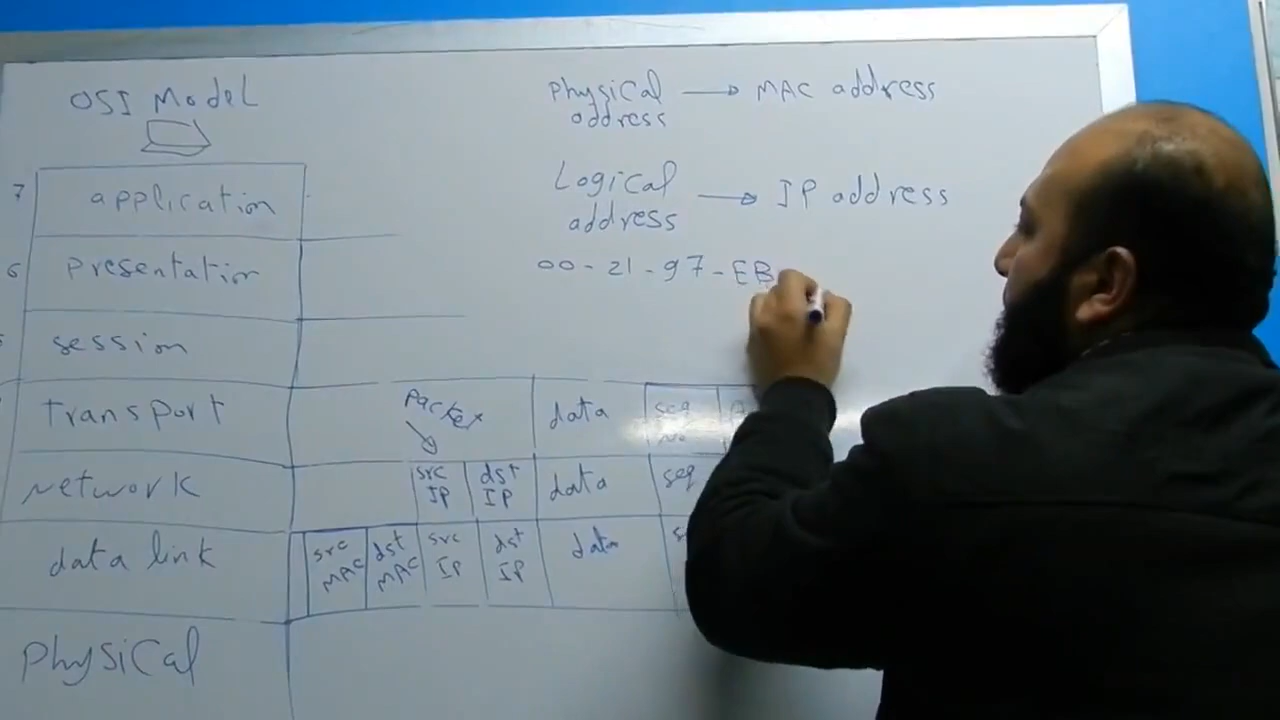 OSI Model
Physical → MAC address
address
Logical → IP address
address
00-21-97-EB
7 application
6 Presentation
session
Transport Packet data seq
no
Network src IP dst IP data seq
data link src MAC dst MAC src IP dst IP data
Physical